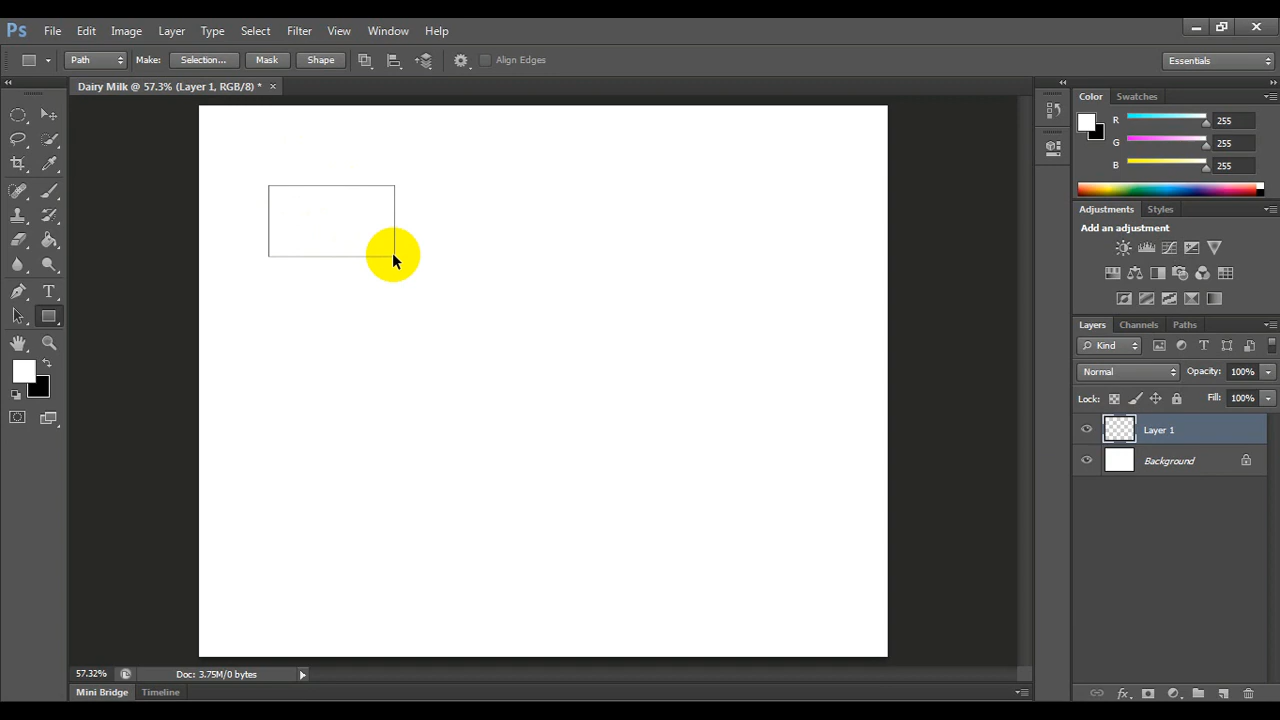 Ps File Edit Image Layer Type Select Filter View Window Help
Path Make: Selection... Mask Shape Align Edges Essentials
Dairy Milk @ 57.3% (Layer 1, RGB/8) * ×
Color Swatches
R 255
G 255
B 255
Adjustments Styles
Add an adjustment
T
Layers Channels Paths
Kind T
Normal Opacity: 100%
Lock: Fill: 100%
Layer 1
Background
57.32% Doc: 3.75M/0 bytes
Mini Bridge Timeline
fx